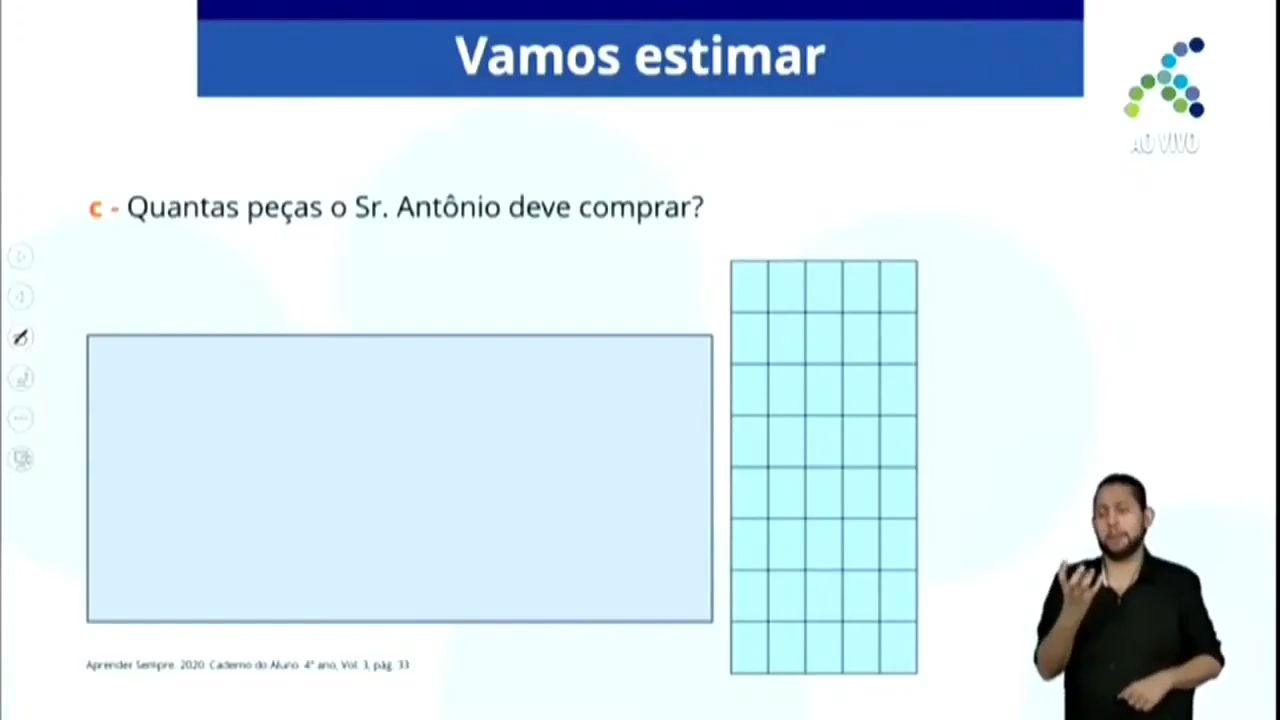 Vamos estimar
AO VIVO
c - Quantas peças o Sr. Antônio deve comprar?
Aprender Sempre. 2020. Caderno do Aluno. 4° ano, Vol. 3, pág. 33